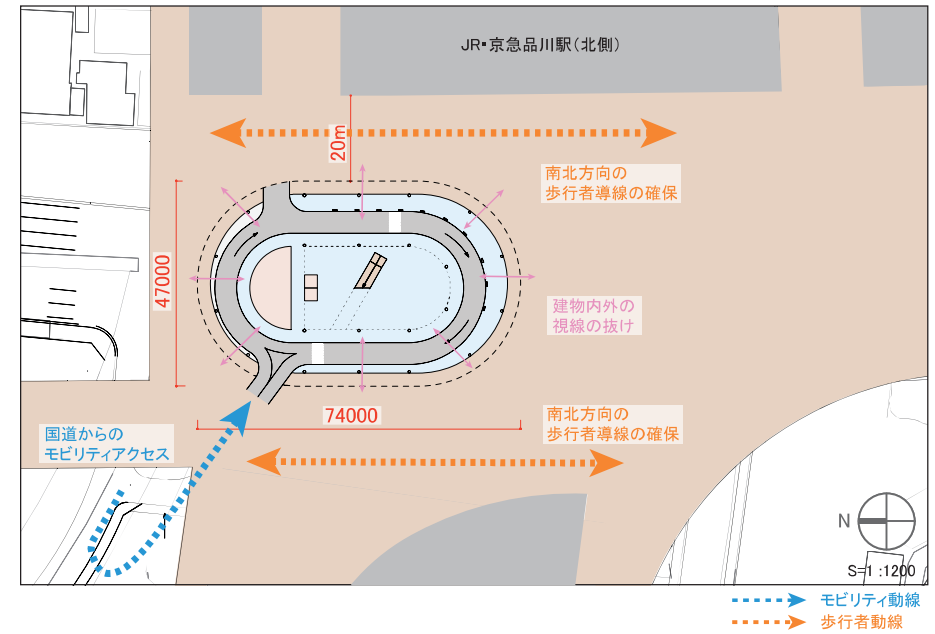 JR・京急品川駅（北側）
20m
南北方向の
歩行者導線の確保
47000
建物内外の
視線の抜け
74000
南北方向の
歩行者導線の確保
国道からの
モビリティアクセス
N
S=1 :1200
モビリティ動線
歩行者動線